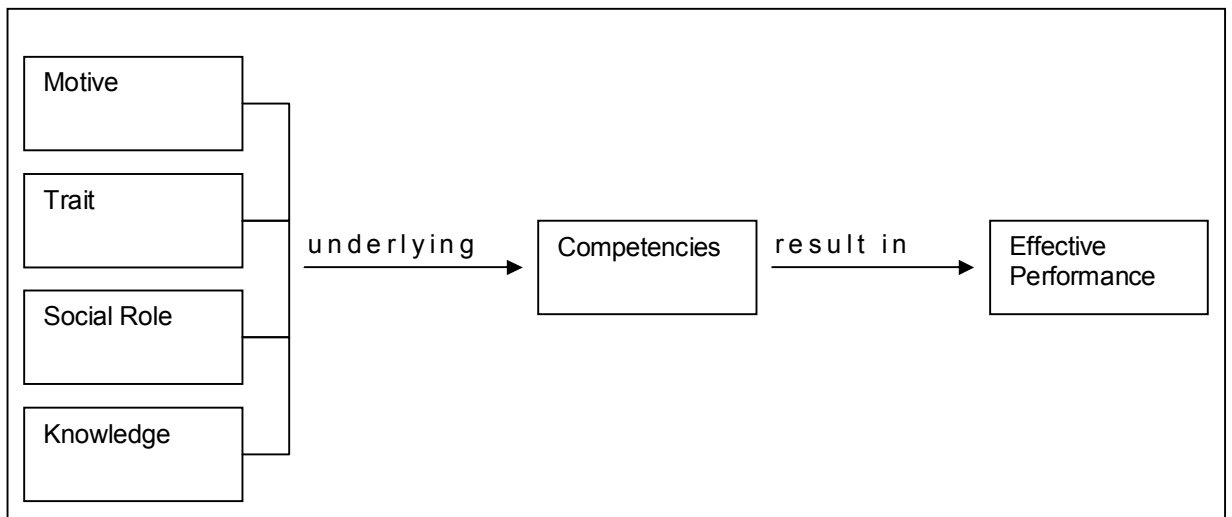 Motive
Trait
Social Role
Knowledge
underlying
Competencies
result in
Effective
Performance